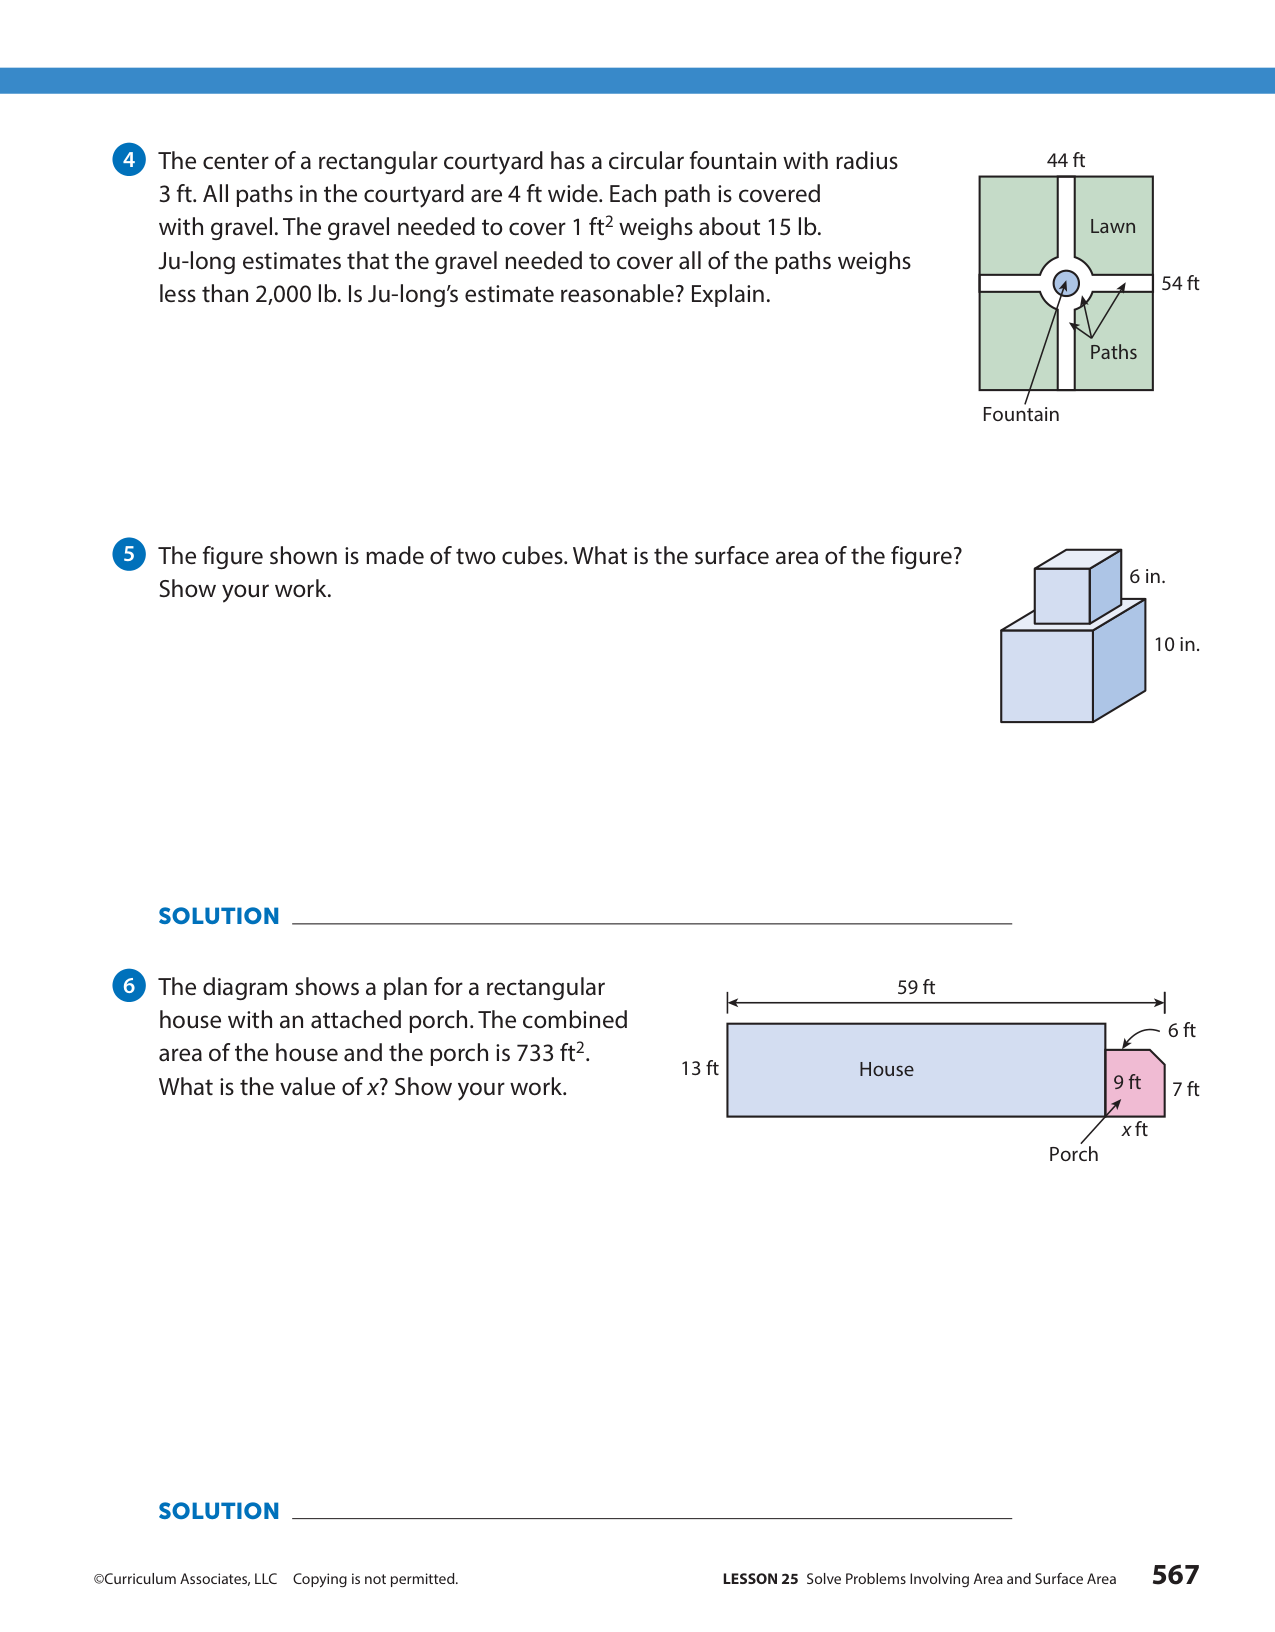 4 The center of a rectangular courtyard has a circular fountain with radius
3 ft. All paths in the courtyard are 4 ft wide. Each path is covered
with gravel. The gravel needed to cover 1 ft² weighs about 15 lb.
Ju-long estimates that the gravel needed to cover all of the paths weighs
less than 2,000 lb. Is Ju-long’s estimate reasonable? Explain.
44 ft
Lawn
54 ft
Paths
Fountain
5 The figure shown is made of two cubes. What is the surface area of the figure?
Show your work.
6 in.
10 in.
SOLUTION
6 The diagram shows a plan for a rectangular
house with an attached porch. The combined
area of the house and the porch is 733 ft².
What is the value of x? Show your work.
59 ft
6 ft
13 ft
House
9 ft
7 ft
x ft
Porch
SOLUTION
©Curriculum Associates, LLC Copying is not permitted.
LESSON 25 Solve Problems Involving Area and Surface Area 567